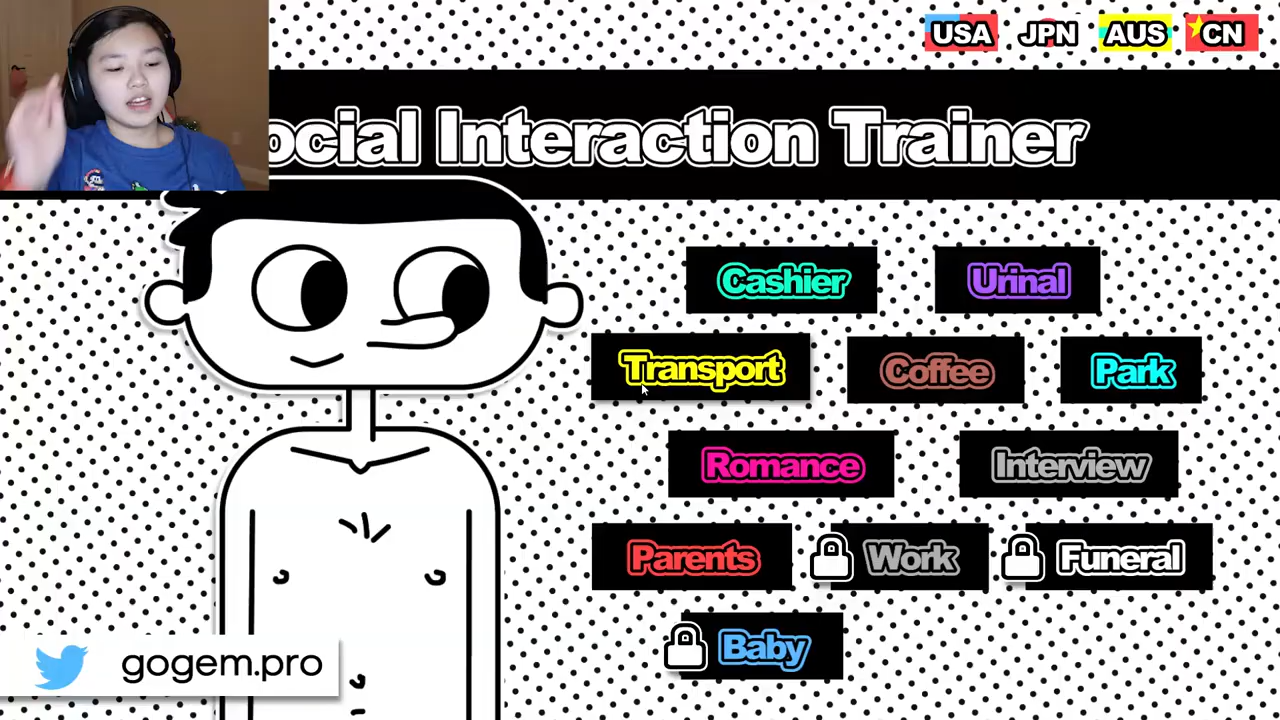 USA JPN AUS CN
ocial Interaction Trainer
Cashier Urinal
Transport Coffee Park
Romance Interview
Parents Work Funeral
Baby
gogem.pro